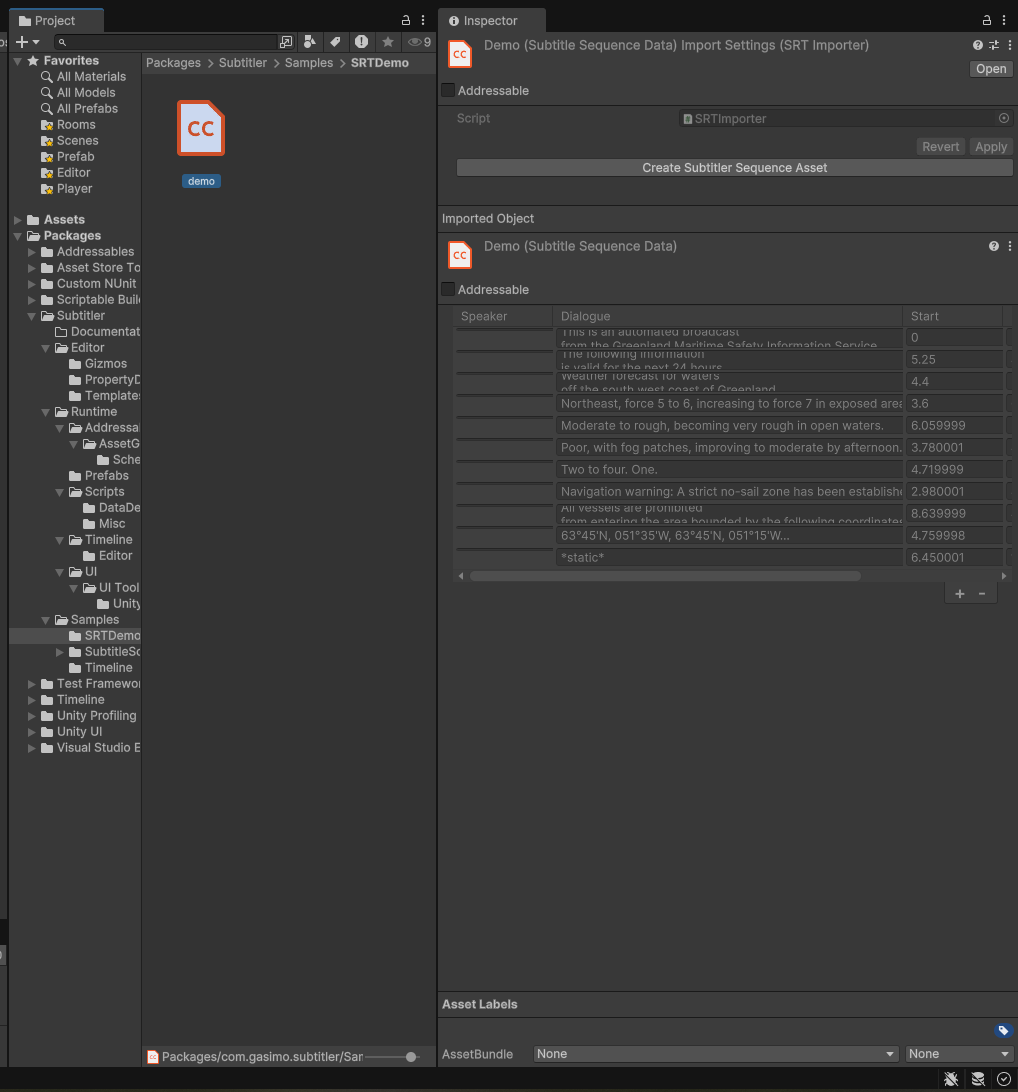 Project
9
Favorites
All Materials
All Models
All Prefabs
Rooms
Scenes
Prefab
Editor
Player
Assets
Packages
Addressables
Asset Store To
Custom NUnit
Scriptable Buil
Subtitler
Documentat
Editor
Gizmos
PropertyD
Templates
Runtime
Addressa
AssetG
Sche
Prefabs
Scripts
DataDe
Misc
Timeline
Editor
UI
UI Tool
Unity
Samples
SRTDemo
SubtitleSc
Timeline
Test Framewor
Timeline
Unity Profiling
Unity UI
Visual Studio E
Packages > Subtitler > Samples > SRTDemo
CC
demo
Packages/com.gasimo.subtitler/Sam
Inspector
CC
Demo (Subtitle Sequence Data) Import Settings (SRT Importer)
Open
Addressable
Script SRTImporter
Revert Apply
Create Subtitler Sequence Asset
Imported Object
CC
Demo (Subtitle Sequence Data)
Addressable
Speaker Dialogue Start
This is an automated broadcast
from the Greenland Maritime Safety Information Service. 0
The following information
is valid for the next 24 hours. 5.25
Weather forecast for waters
off the south west coast of Greenland. 4.4
Northeast, force 5 to 6, increasing to force 7 in exposed area 3.6
Moderate to rough, becoming very rough in open waters. 6.059999
Poor, with fog patches, improving to moderate by afternoon. 3.780001
Two to four. One. 4.719999
Navigation warning: A strict no-sail zone has been establishe 2.980001
All vessels are prohibited
from entering the area bounded by the following coordinates 8.639999
63°45'N, 051°35'W, 63°45'N, 051°15'W... 4.759998
*static* 6.450001
+ -
Asset Labels
AssetBundle None None